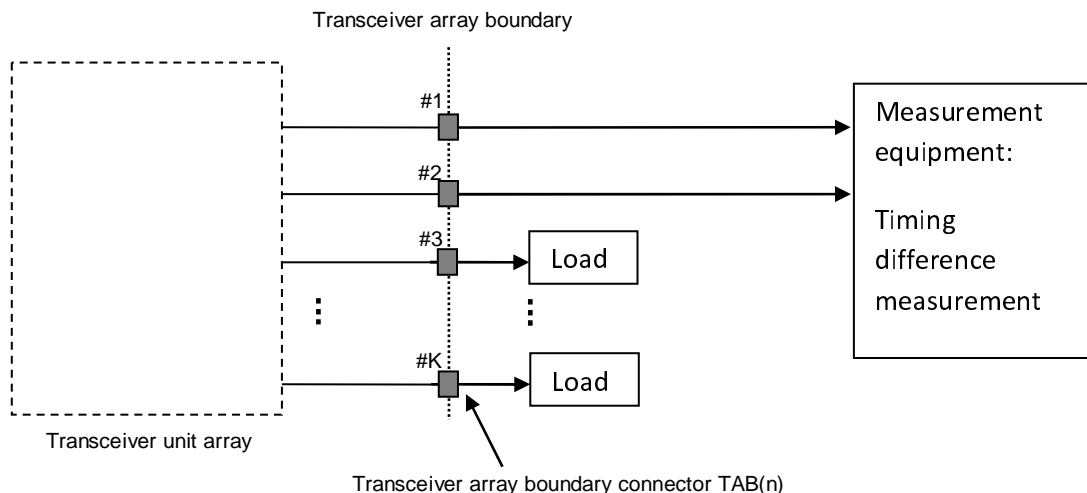 Transceiver array boundary
#1
Measurement
equipment:
#2
Timing
difference
measurement
#3
Load
#K
Load
Transceiver unit array
Transceiver array boundary connector TAB(n)